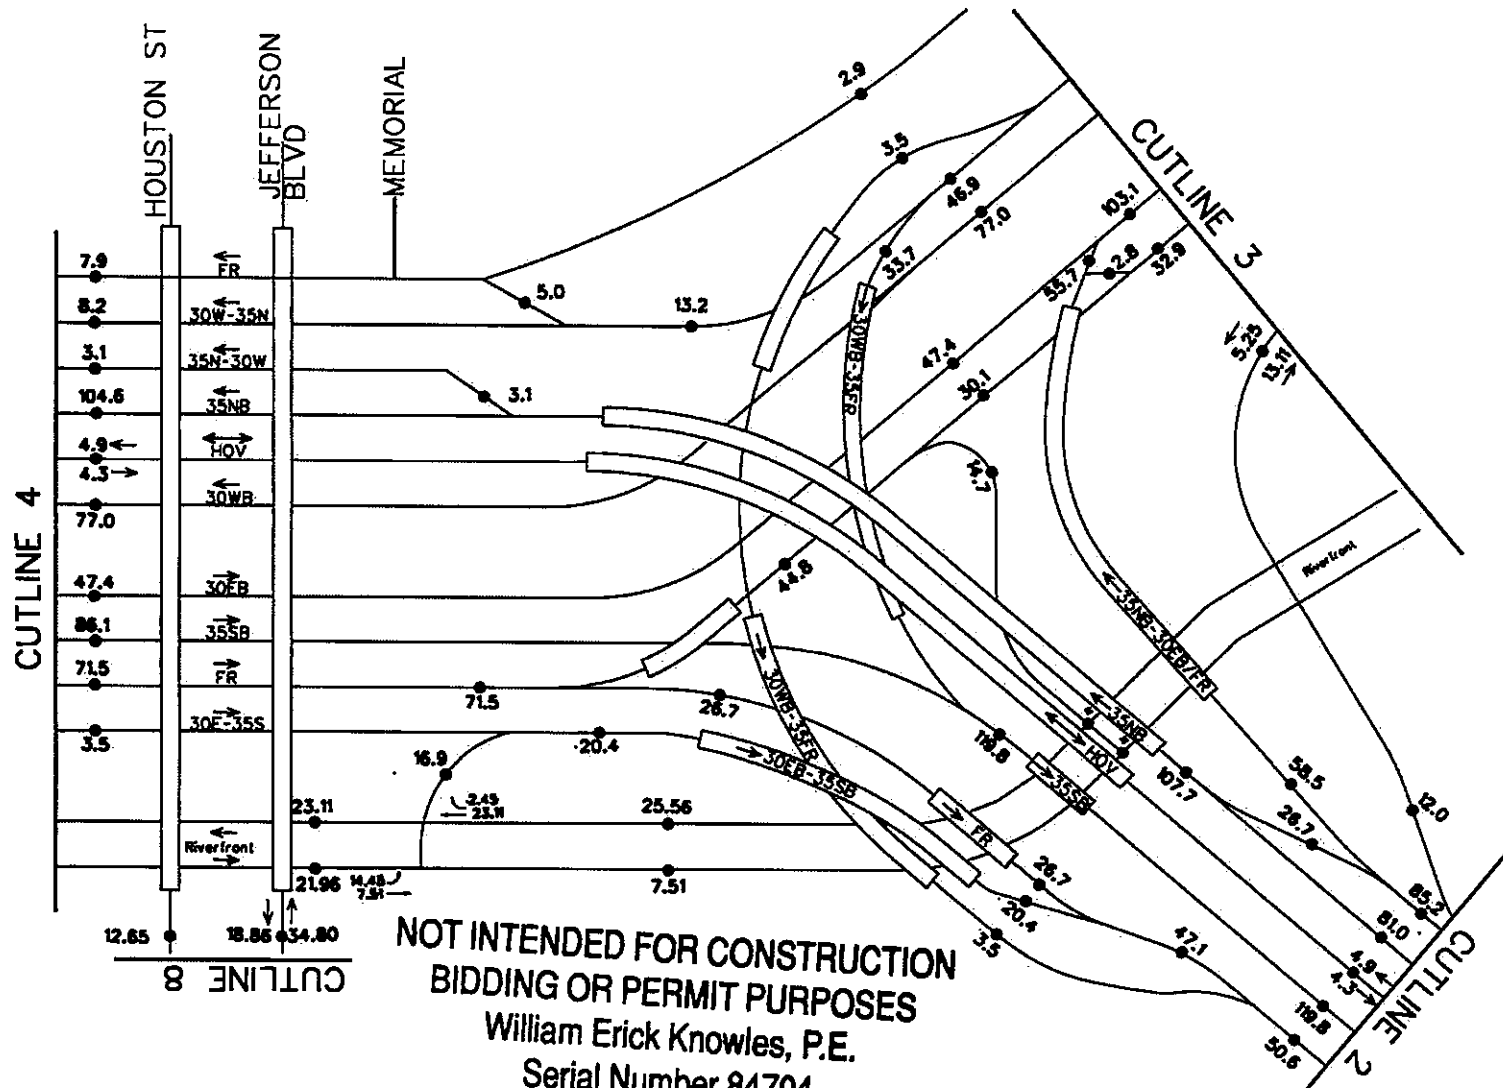 HOUSTON ST
JEFFERSON
BLVD
MEMORIAL
2.9
CUTLINE 3
3.5
46.9
77.0
33.7
103.1
55.7
2.8
32.9
5.25
13.11
7.9
FR
8.2
30W-35N
5.0
13.2
3.1
35N-30W
3.1
104.6
35NB
4.9
HOV
4.3
30WB
77.0
CUTLINE 4
47.4
30EB
35SB
71.5
FR
3.5
30E-35S
30WB-35FR
47.4
30.1
14.7
44.8
Riverfront
35NB-30EB/FR
71.5
26.7
20.4
16.9
30WB-35FR
30EB-35SB
119.8
35NB
HOV
35SB
107.7
58.5
26.7
12.0
2.45
23.11
23.11
25.56
Riverfront
21.96
14.45
7.51
7.51
FR
26.7
20.4
3.5
47.1
85.2
81.0
4.9
4.3
119.8
50.6
CUTLINE 2
12.65
18.86
34.80
CUTLINE 8
NOT INTENDED FOR CONSTRUCTION
BIDDING OR PERMIT PURPOSES
William Erick Knowles, P.E.
Serial Number 84704